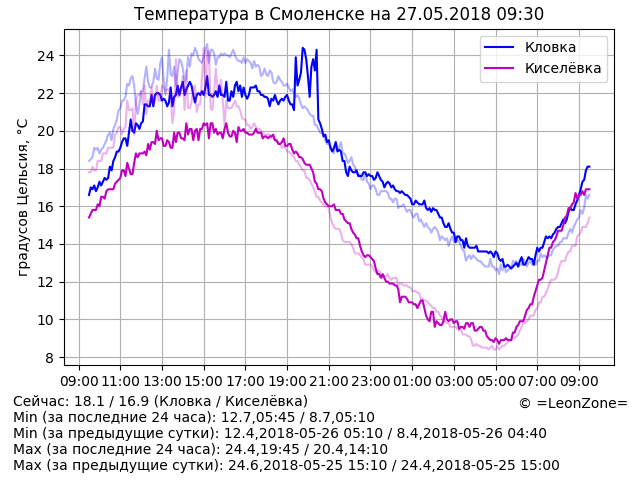 Температура в Смоленске на 27.05.2018 09:30
Кловка
Киселёвка
градусов Цельсия, °C
24
22
20
18
16
14
12
10
8
09:00 11:00 13:00 15:00 17:00 19:00 21:00 23:00 01:00 03:00 05:00 07:00 09:00
Сейчас: 18.1 / 16.9 (Кловка / Киселёвка)
© =LeonZone=
Min (за последние 24 часа): 12.7,05:45 / 8.7,05:10
Min (за предыдущие сутки): 12.4,2018-05-26 05:10 / 8.4,2018-05-26 04:40
Max (за последние 24 часа): 24.4,19:45 / 20.4,14:10
Max (за предыдущие сутки): 24.6,2018-05-25 15:10 / 24.4,2018-05-25 15:00